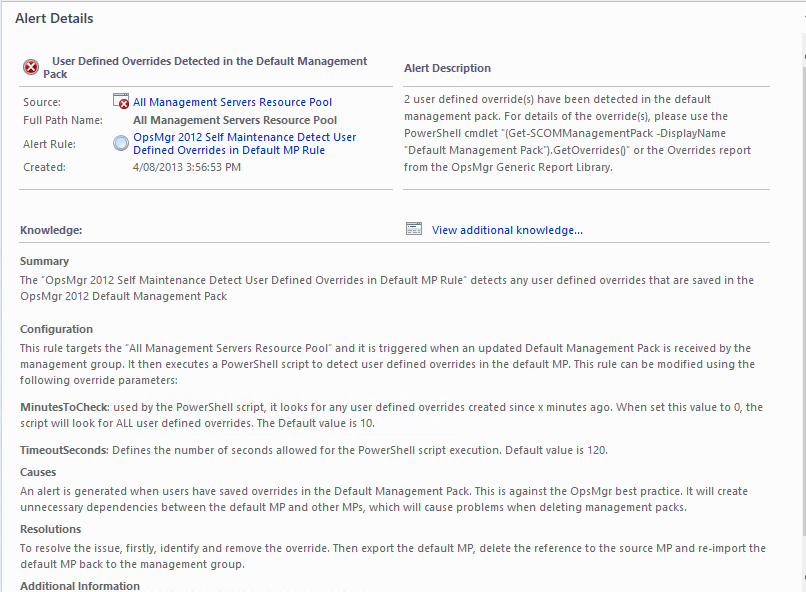 Alert Details
User Defined Overrides Detected in the Default Management
Pack
Source:
All Management Servers Resource Pool
Full Path Name:
All Management Servers Resource Pool
Alert Rule:
OpsMgr 2012 Self Maintenance Detect User
Defined Overrides in Default MP Rule
Created:
4/08/2013 3:56:53 PM
Alert Description
2 user defined override(s) have been detected in the default
management pack. For details of the override(s), please use the
PowerShell cmdlet "(Get-SCOMManagementPack -DisplayName
"Default Management Pack").GetOverrides()" or the Overrides report
from the OpsMgr Generic Report Library.
Knowledge:
View additional knowledge...
Summary
The "OpsMgr 2012 Self Maintenance Detect User Defined Overrides in Default MP Rule" detects any user defined overrides that are saved in the
OpsMgr 2012 Default Management Pack
Configuration
This rule targets the "All Management Servers Resource Pool" and it is triggered when an updated Default Management Pack is received by the
management group. It then executes a PowerShell script to detect user defined overrides in the default MP. This rule can be modified using the
following override parameters:
MinutesToCheck: used by the PowerShell script, it looks for any user defined overrides created since x minutes ago. When set this value to 0, the
script will look for ALL user defined overrides. The Default value is 10.
TimeoutSeconds: Defines the number of seconds allowed for the PowerShell script execution. Default value is 120.
Causes
An alert is generated when users have saved overrides in the Default Management Pack. This is against the OpsMgr best practice. It will create
unnecessary dependencies between the default MP and other MPs, which will cause problems when deleting management packs.
Resolutions
To resolve the issue, firstly, identify and remove the override. Then export the default MP, delete the reference to the source MP and re-import the
default MP back to the management group.
Additional Information